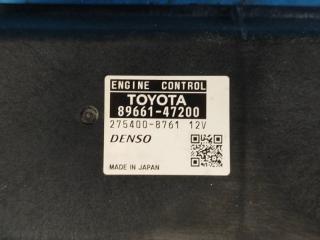 ENGINE CONTROL
TOYOTA
89661-47200
275400-8761 12V
DENSO
MADE IN JAPAN